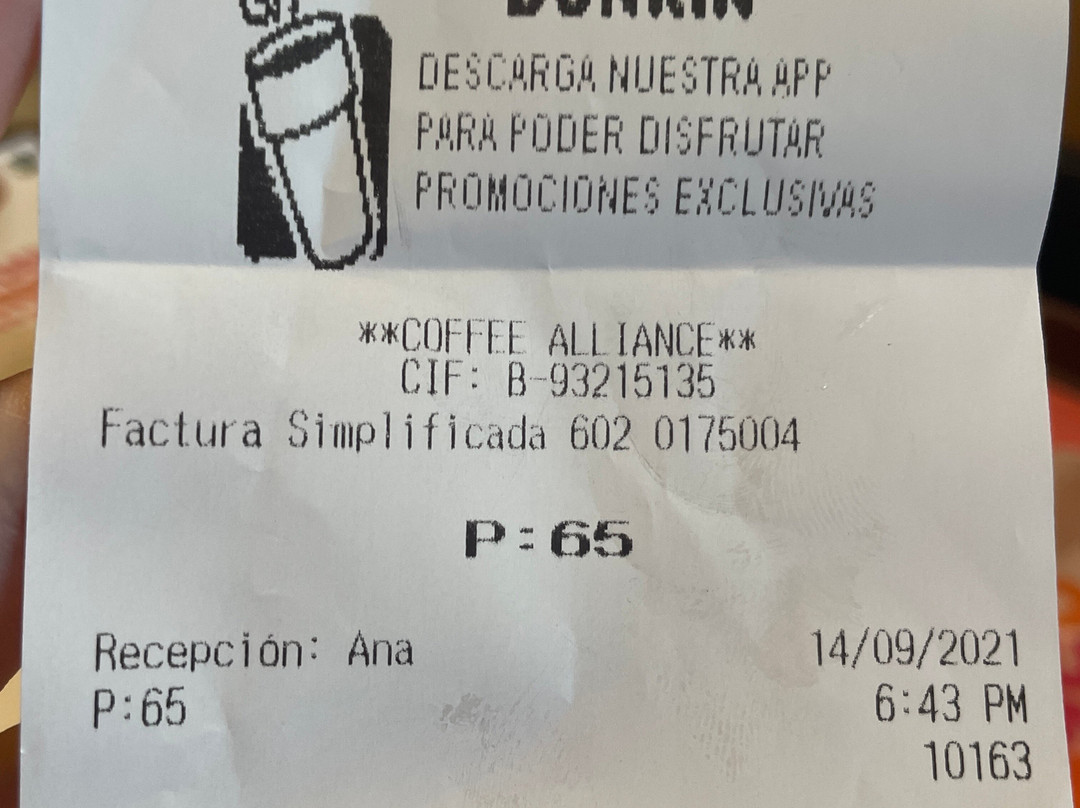 DUNKIN'
DESCARGA NUESTRA APP
PARA PODER DISFRUTAR
PROMOCIONES EXCLUSIVAS
**COFFEE ALLIANCE**
CIF: B-93215135
Factura Simplificada 602 0175004
P:65
Recepción: Ana 14/09/2021
P:65 6:43 PM
10163